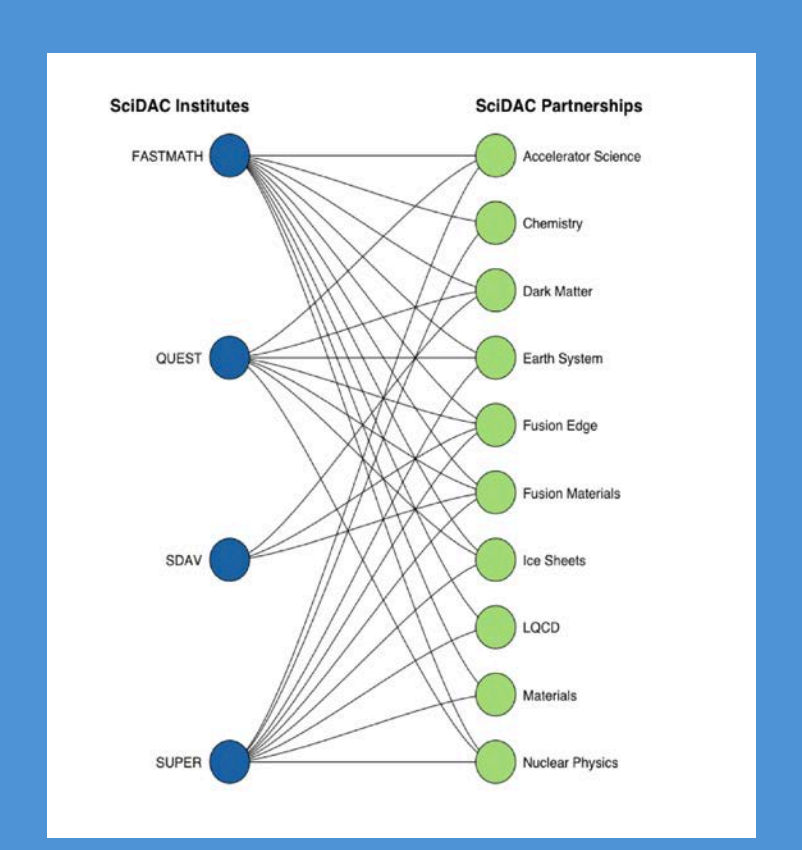 SciDAC Institutes
SciDAC Partnerships
FASTMATH
Accelerator Science
Chemistry
Dark Matter
QUEST
Earth System
Fusion Edge
Fusion Materials
SDAV
Ice Sheets
LQCD
Materials
SUPER
Nuclear Physics